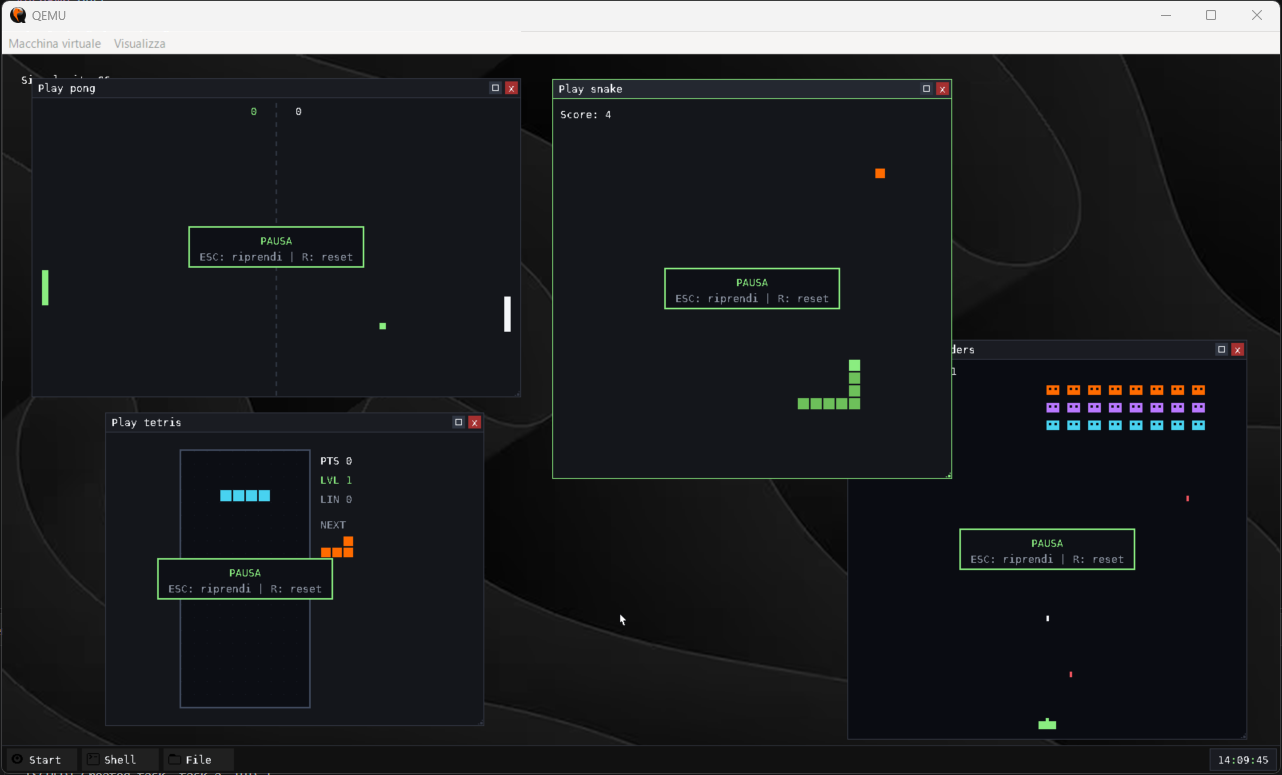 QEMU
Macchina virtuale Visualizza
Play pong
0 0
PAUSA
ESC: riprendi | R: reset
Play snake
Score: 4
PAUSA
ESC: riprendi | R: reset
ders
1
PAUSA
ESC: riprendi | R: reset
Play tetris
PTS 0
LVL 1
LIN 0
NEXT
PAUSA
ESC: riprendi | R: reset
Start Shell File 14:09:45